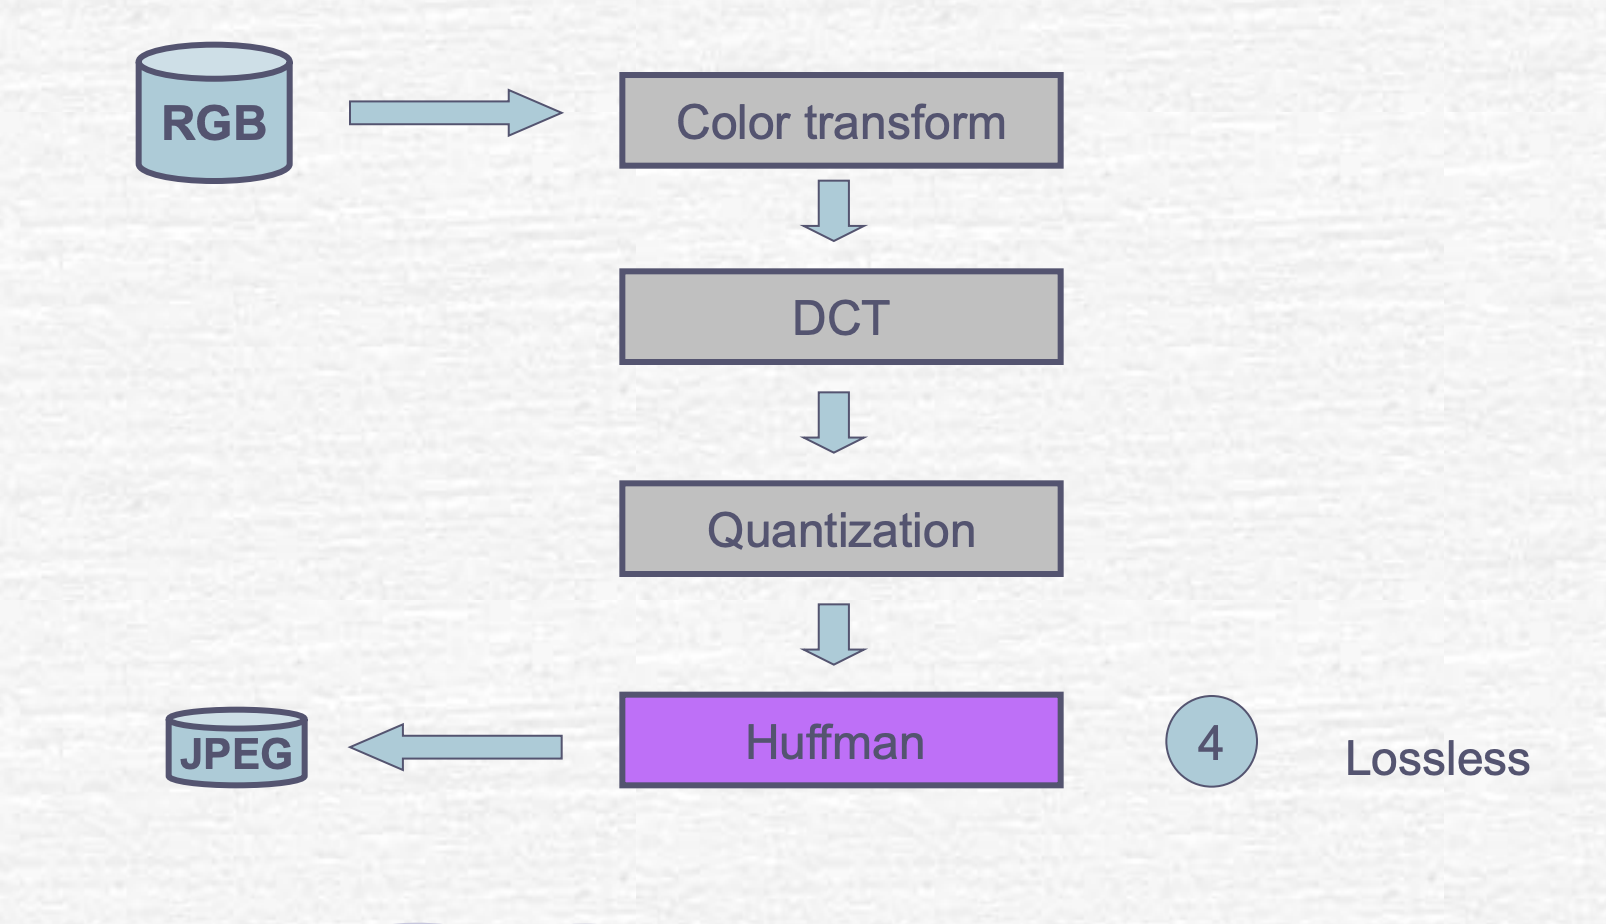 RGB
Color transform
DCT
Quantization
JPEG
Huffman
4
Lossless